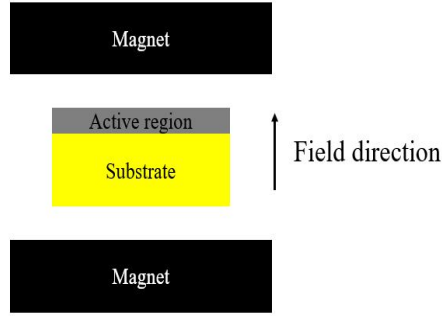 Magnet
Active region
Field direction
Substrate
Magnet